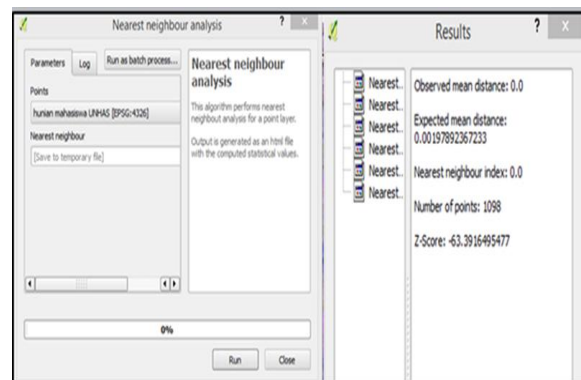 Nearest neighbour analysis
?
x
Parameters
Log
Run as batch process...
Points
hunian mahasiswa UNHAS [EPSG:4326]
Nearest neighbour
[Save to temporary file]
Nearest neighbour
analysis
This algorithm performs nearest
neighbout analysis for a point layer.
Output is generated as an html file
with the computed statistical values.
0%
Run
Close
Results
?
x
Nearest..
Nearest..
Nearest..
Nearest..
Nearest..
Nearest..
Observed mean distance: 0.0
Expected mean distance:
0.00197892367233
Nearest neighbour index: 0.0
Number of points: 1098
Z-Score: -63.3916495477